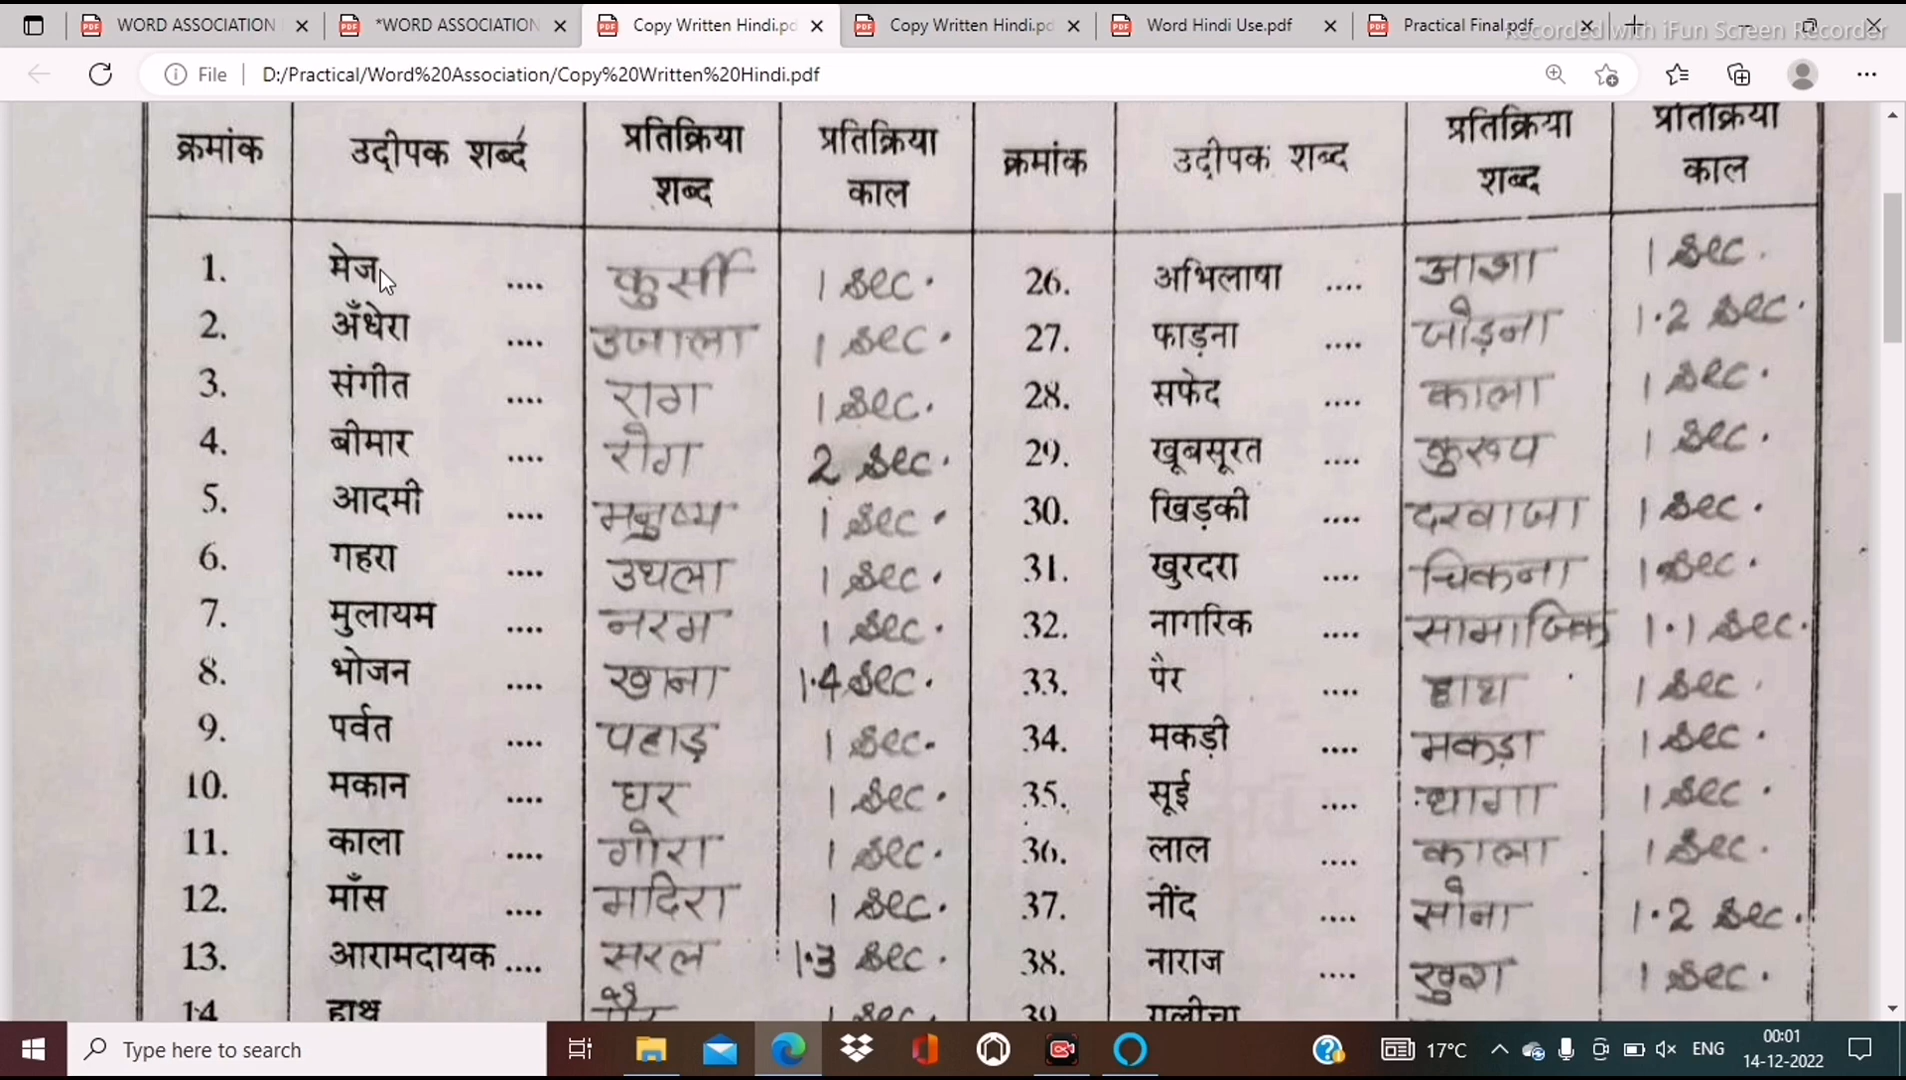 WORD ASSOCIATION
*WORD ASSOCIATION
Copy Written Hindi.pd
Copy Written Hindi.pd
Word Hindi Use.pdf
Practical Final.pdf
Recorded with iFun Screen Recorder
File D:/Practical/Word%20Association/Copy%20Written%20Hindi.pdf
क्रमांक उद्दीपक शब्द प्रतिक्रिया शब्द प्रतिक्रिया काल क्रमांक उद्दीपक शब्द प्रतिक्रिया शब्द प्रतिक्रिया काल
1. मेज .... कुर्सी 1 sec. 26. अभिलाषा .... आशा 1 sec.
2. अँधेरा .... उजाला 1 sec. 27. फाड़ना .... जोड़ना 1.2 sec.
3. संगीत .... राग 1 sec. 28. सफेद .... काला 1 sec.
4. बीमार .... रोग 2 sec. 29. खूबसूरत .... कुरूप 1 sec.
5. आदमी .... मनुष्य 1 sec. 30. खिड़की .... दरवाजा 1 sec.
6. गहरा .... उथला 1 sec. 31. खुरदरा .... चिकना 1 sec.
7. मुलायम .... नरम 1 sec. 32. नागरिक .... सामाजिक 1.1 sec.
8. भोजन .... खाना 1.4 sec. 33. पैर .... हाथ 1 sec.
9. पर्वत .... पहाड़ 1 sec. 34. मकड़ी .... मकड़ा 1 sec.
10. मकान .... घर 1 sec. 35. सूई .... धागा 1 sec.
11. काला .... गोरा 1 sec. 36. लाल .... काला 1 sec.
12. माँस .... मदिरा 1 sec. 37. नींद .... सोना 1.2 sec.
13. आरामदायक .... सरल 1.3 sec. 38. नाराज .... खुश 1 sec.
14. हाथ पैर 1 sec. 39. गलीचा
Type here to search
17°C
ENG
00:01
14-12-2022